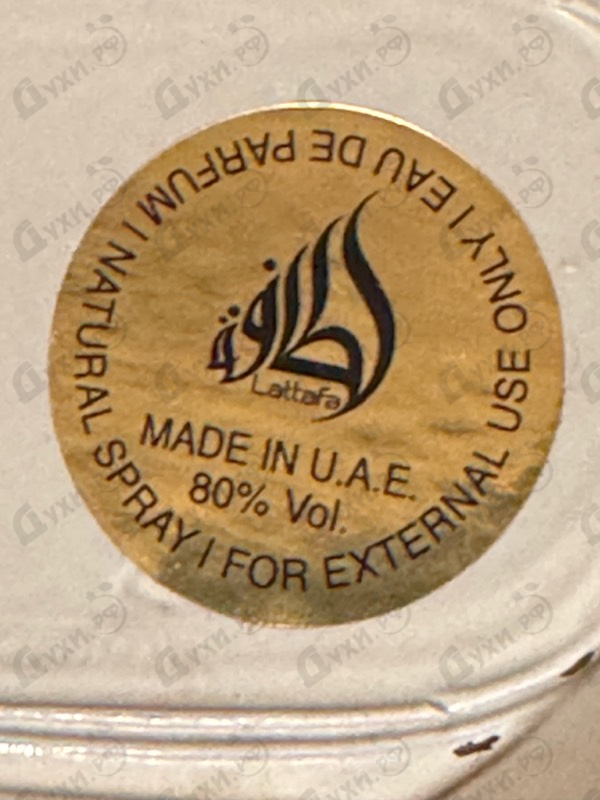 لطافة
Lattafa
MADE IN U.A.E.
80% Vol.
EAU DE PARFUM | NATURAL SPRAY | FOR EXTERNAL USE ONLY |
Духи.РФ